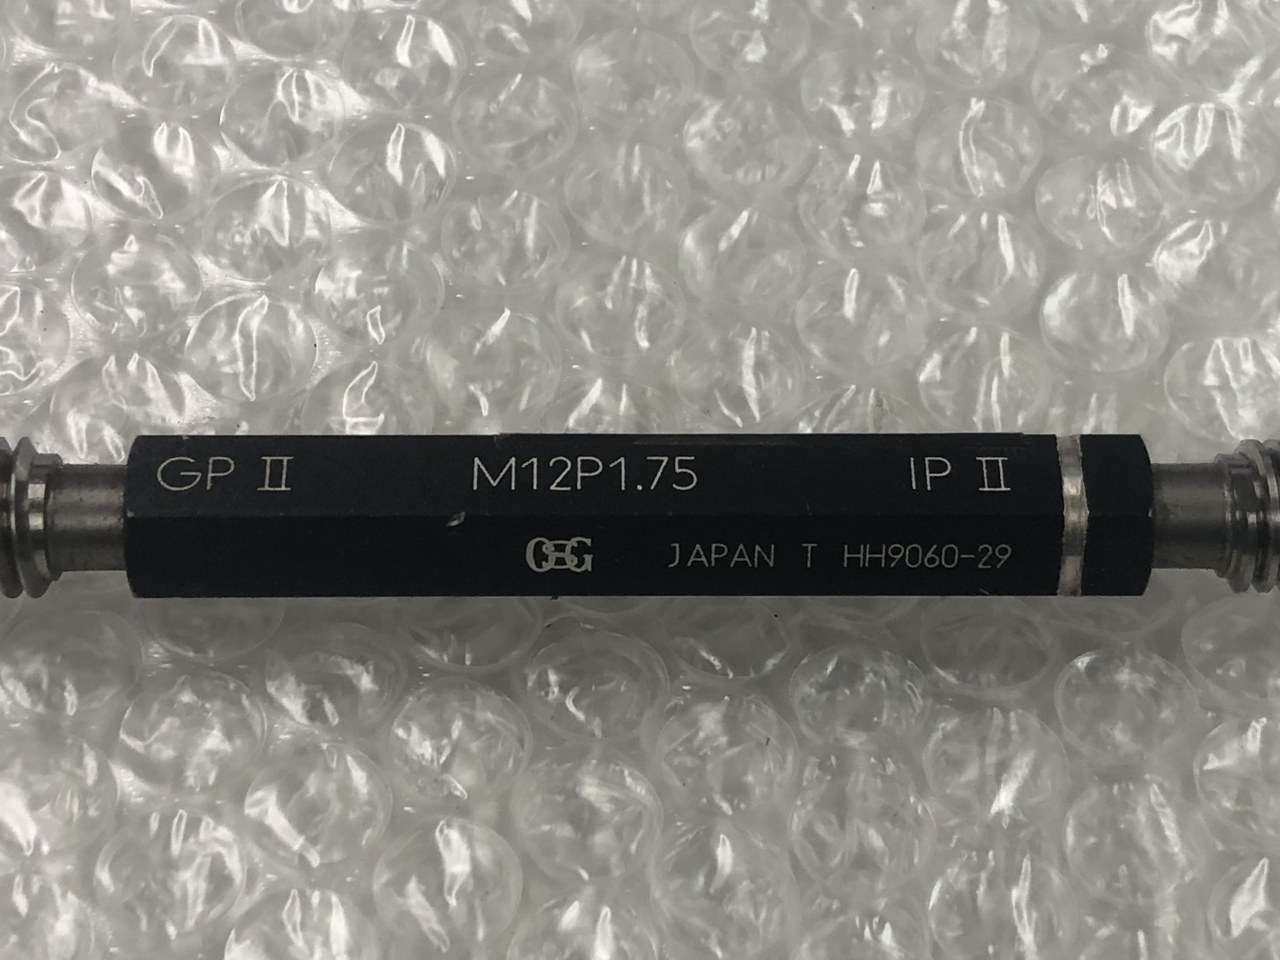 GP Ⅱ M12P1.75 IP Ⅱ
OSG JAPAN T HH9060-29